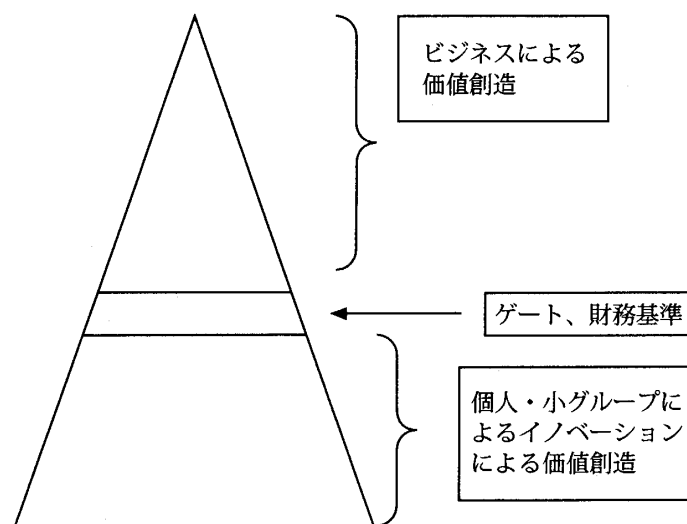 ビジネスによる
価値創造
ゲート、財務基準
個人・小グループに
よるイノベーション
による価値創造